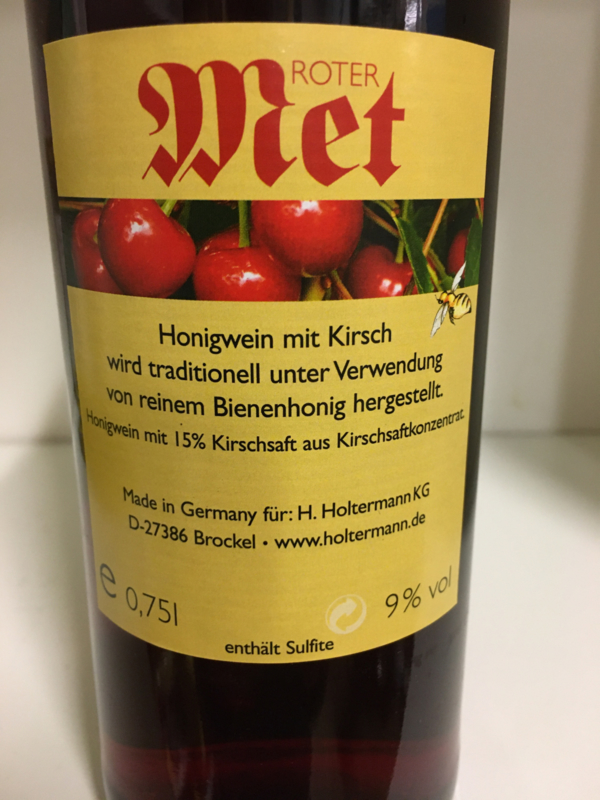 ROTER
Met
Honigwein mit Kirsch
wird traditionell unter Verwendung
von reinem Bienenhonig hergestellt.
Honigwein mit 15% Kirschsaft aus Kirschsaftkonzentrat.
Made in Germany für: H. Holtermann KG
D-27386 Brockel • www.holtermann.de
e 0,75l 9% vol
enthält Sulfite